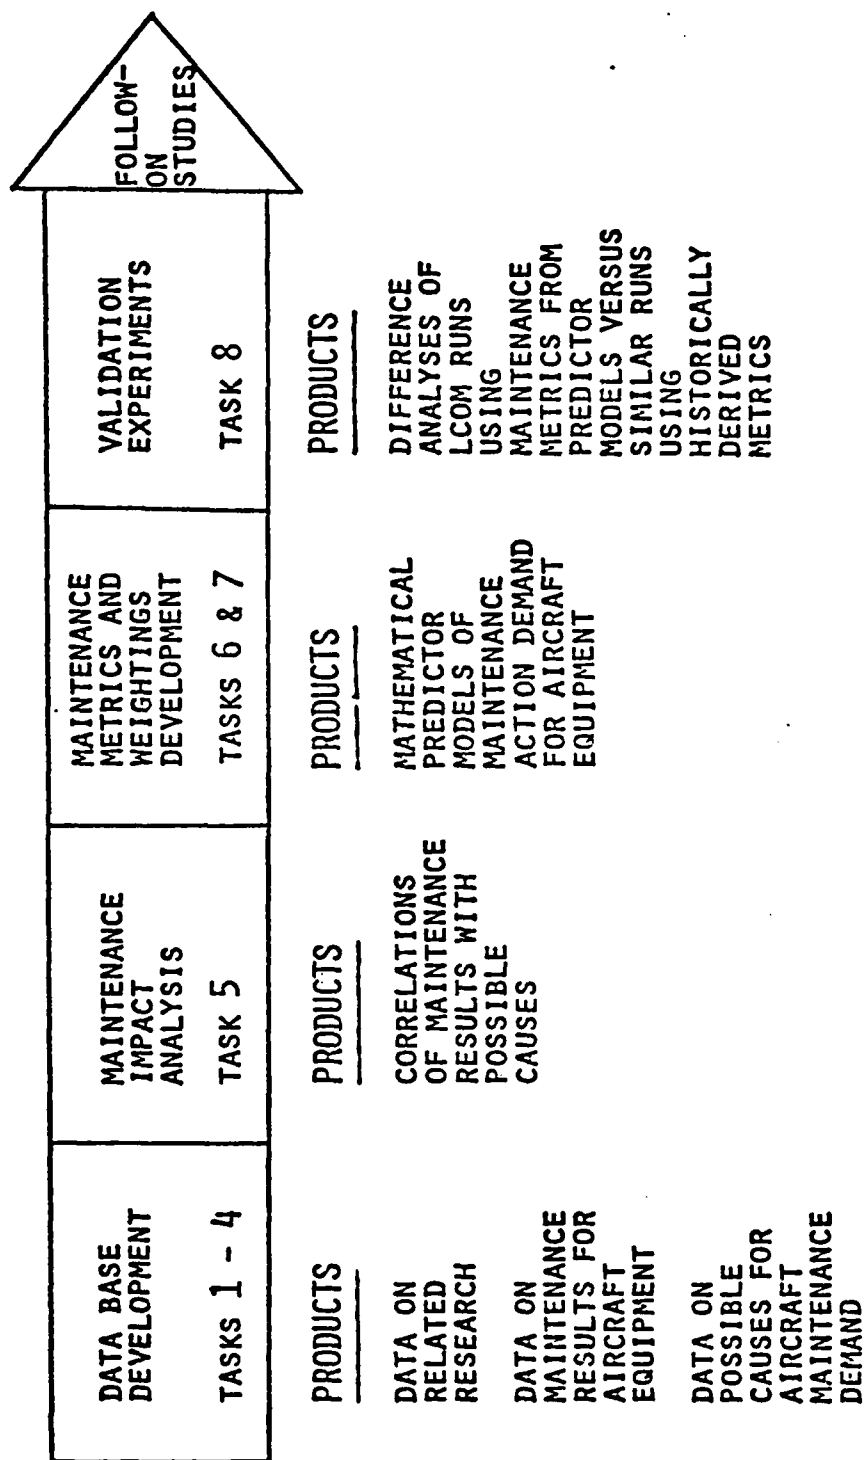 DATA BASE
DEVELOPMENT
TASKS 1 - 4
PRODUCTS
DATA ON
RELATED
RESEARCH
DATA ON
MAINTENANCE
RESULTS FOR
AIRCRAFT
EQUIPMENT
DATA ON
POSSIBLE
CAUSES FOR
AIRCRAFT
MAINTENANCE
DEMAND
MAINTENANCE
IMPACT
ANALYSIS
TASK 5
PRODUCTS
CORRELATIONS
OF MAINTENANCE
RESULTS WITH
POSSIBLE
CAUSES
MAINTENANCE
METRICS AND
WEIGHTINGS
DEVELOPMENT
TASKS 6 & 7
PRODUCTS
MATHEMATICAL
PREDICTOR
MODELS OF
MAINTENANCE
ACTION DEMAND
FOR AIRCRAFT
EQUIPMENT
VALIDATION
EXPERIMENTS
TASK 8
PRODUCTS
DIFFERENCE
ANALYSES OF
LCOM RUNS
USING
MAINTENANCE
METRICS FROM
PREDICTOR
MODELS VERSUS
SIMILAR RUNS
USING
HISTORICALLY
DERIVED
METRICS
FOLLOW-
ON
STUDIES